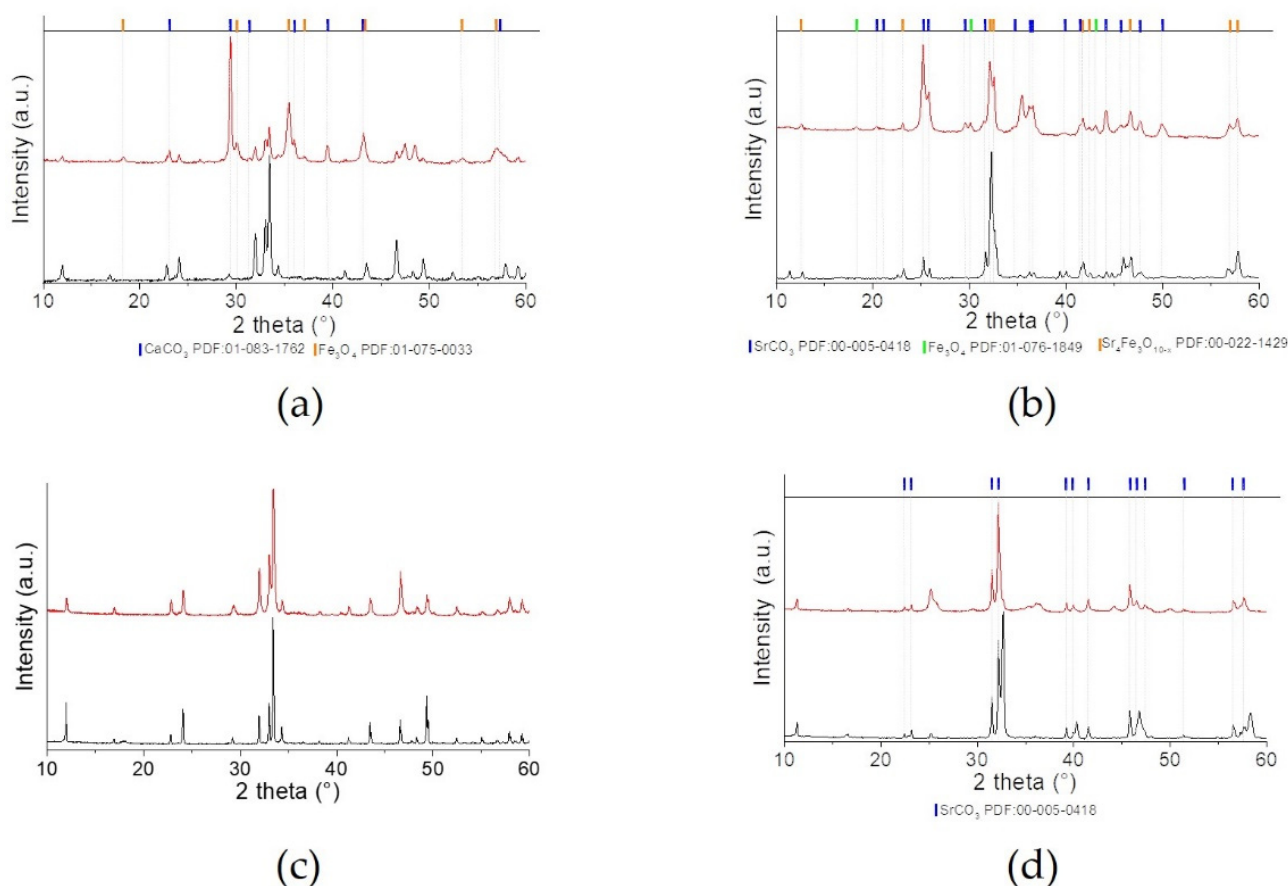 Intensity (a.u.)
10 20 30 40 50 60
2 theta (°)
CaCO₃ PDF:01-083-1762 Fe₃O₄ PDF:01-075-0033
(a)
Intensity (a.u)
10 20 30 40 50 60
2 theta (°)
SrCO₃ PDF:00-005-0418 Fe₃O₄ PDF:01-076-1849 Sr₄Fe₃O₁₀₋ₓ PDF:00-022-1429
(b)
Intensity (a.u.)
10 20 30 40 50 60
2 theta (°)
(c)
Intensity (a.u.)
10 20 30 40 50 60
2 theta (°)
SrCO₃ PDF:00-005-0418
(d)